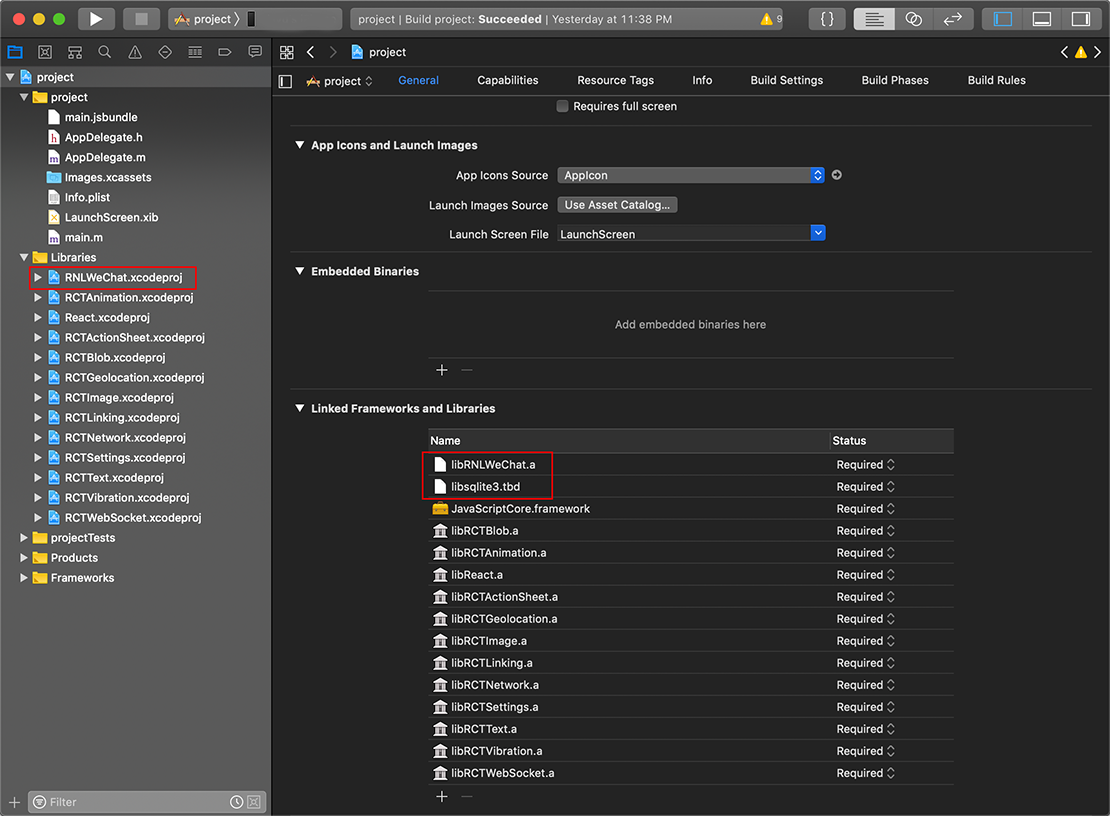 project
project | Build project: Succeeded | Yesterday at 11:38 PM
9
{}
project
project
main.jsbundle
AppDelegate.h
AppDelegate.m
Images.xcassets
Info.plist
LaunchScreen.xib
main.m
Libraries
RNLWeChat.xcodeproj
RCTAnimation.xcodeproj
React.xcodeproj
RCTActionSheet.xcodeproj
RCTBlob.xcodeproj
RCTGeolocation.xcodeproj
RCTImage.xcodeproj
RCTLinking.xcodeproj
RCTNetwork.xcodeproj
RCTSettings.xcodeproj
RCTText.xcodeproj
RCTVibration.xcodeproj
RCTWebSocket.xcodeproj
projectTests
Products
Frameworks
Filter
project
project General Capabilities Resource Tags Info Build Settings Build Phases Build Rules
Requires full screen
App Icons and Launch Images
App Icons Source AppIcon
Launch Images Source Use Asset Catalog...
Launch Screen File LaunchScreen
Embedded Binaries
Add embedded binaries here
Linked Frameworks and Libraries
Name Status
libRNLWeChat.a Required
libsqlite3.tbd Required
JavaScriptCore.framework Required
libRCTBlob.a Required
libRCTAnimation.a Required
libReact.a Required
libRCTActionSheet.a Required
libRCTGeolocation.a Required
libRCTImage.a Required
libRCTLinking.a Required
libRCTNetwork.a Required
libRCTSettings.a Required
libRCTText.a Required
libRCTVibration.a Required
libRCTWebSocket.a Required